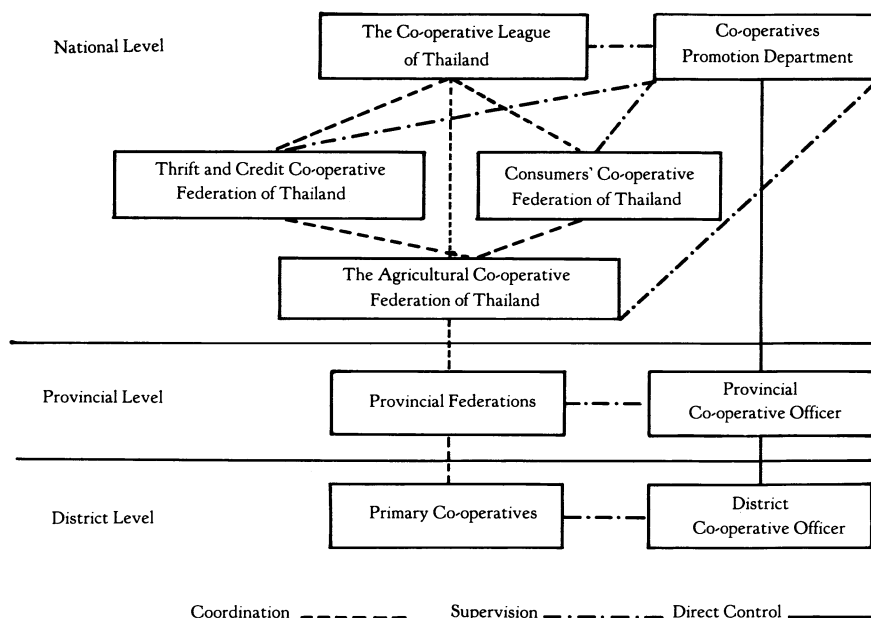 National Level
The Co-operative League
of Thailand
Co-operatives
Promotion Department
Thrift and Credit Co-operative
Federation of Thailand
Consumers' Co-operative
Federation of Thailand
The Agricultural Co-operative
Federation of Thailand
Provincial Level
Provincial Federations
Provincial
Co-operative Officer
District Level
Primary Co-operatives
District
Co-operative Officer
Coordination
Supervision
Direct Control